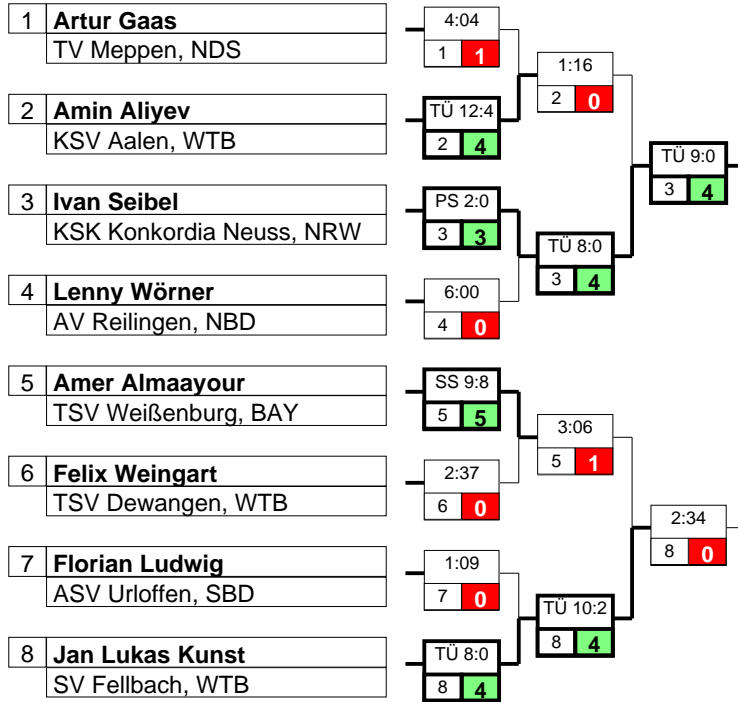 1 Artur Gaas
TV Meppen, NDS
4:04
1 1
1:16
2 0
2 Amin Aliyev
KSV Aalen, WTB
TÜ 12:4
2 4
TÜ 9:0
3 4
3 Ivan Seibel
KSK Konkordia Neuss, NRW
PS 2:0
3 3
TÜ 8:0
3 4
4 Lenny Wörner
AV Reilingen, NBD
6:00
4 0
5 Amer Almaayour
TSV Weißenburg, BAY
SS 9:8
5 5
3:06
5 1
6 Felix Weingart
TSV Dewangen, WTB
2:37
6 0
2:34
8 0
7 Florian Ludwig
ASV Urloffen, SBD
1:09
7 0
TÜ 10:2
8 4
8 Jan Lukas Kunst
SV Fellbach, WTB
TÜ 8:0
8 4